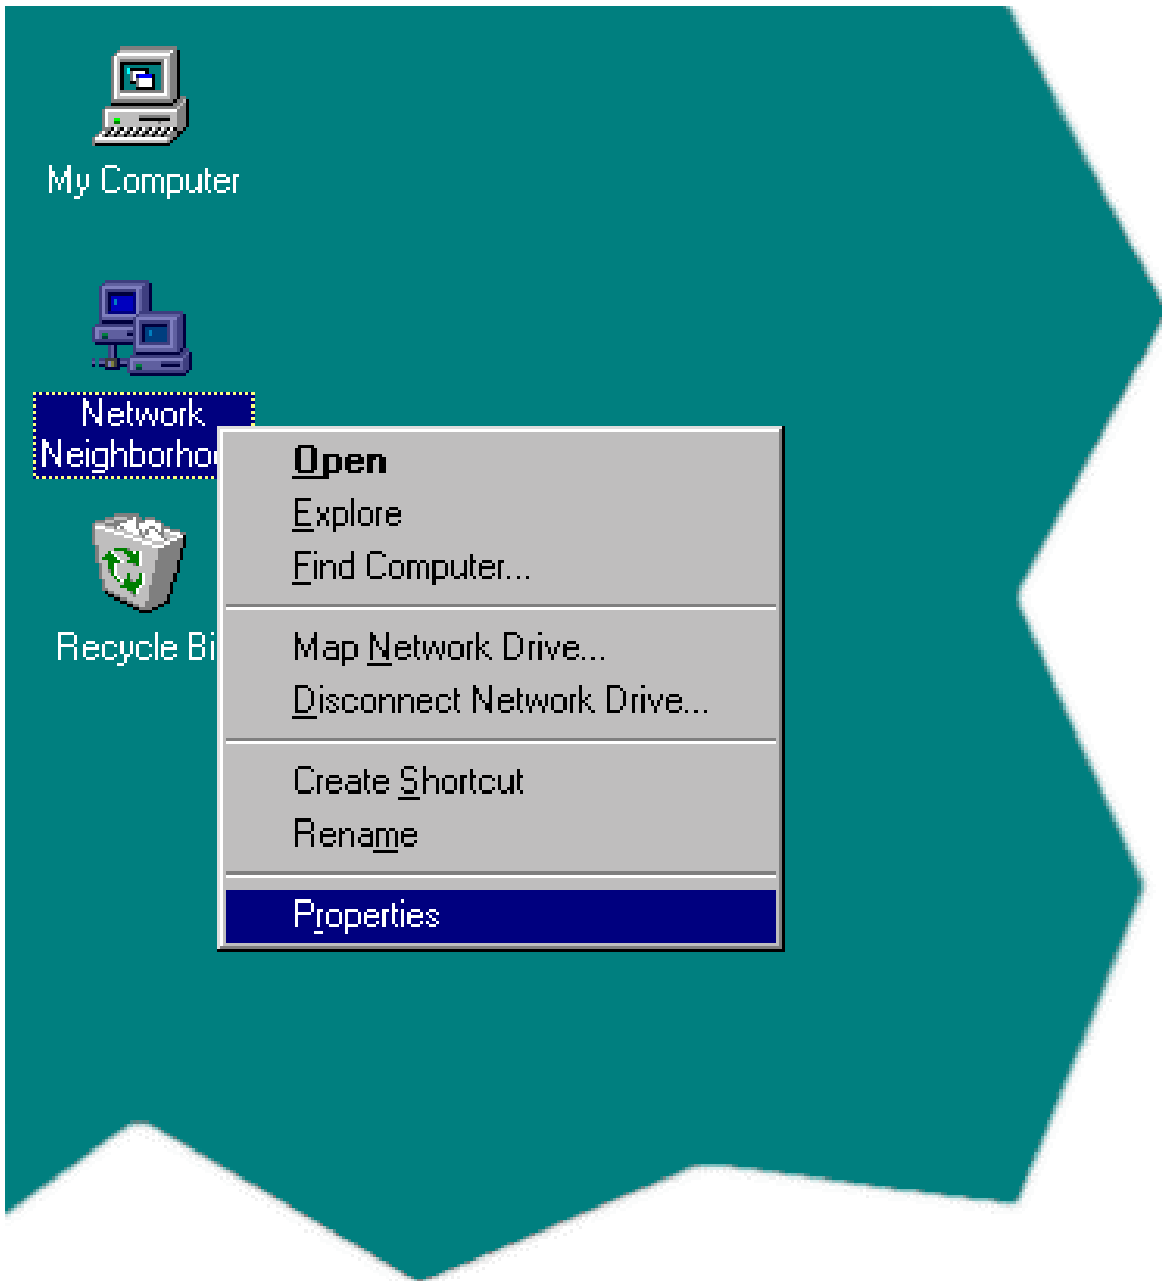 My Computer
Network
Neighborho
Open
Explore
Find Computer...
Recycle Bi
Map Network Drive...
Disconnect Network Drive...
Create Shortcut
Rename
Properties